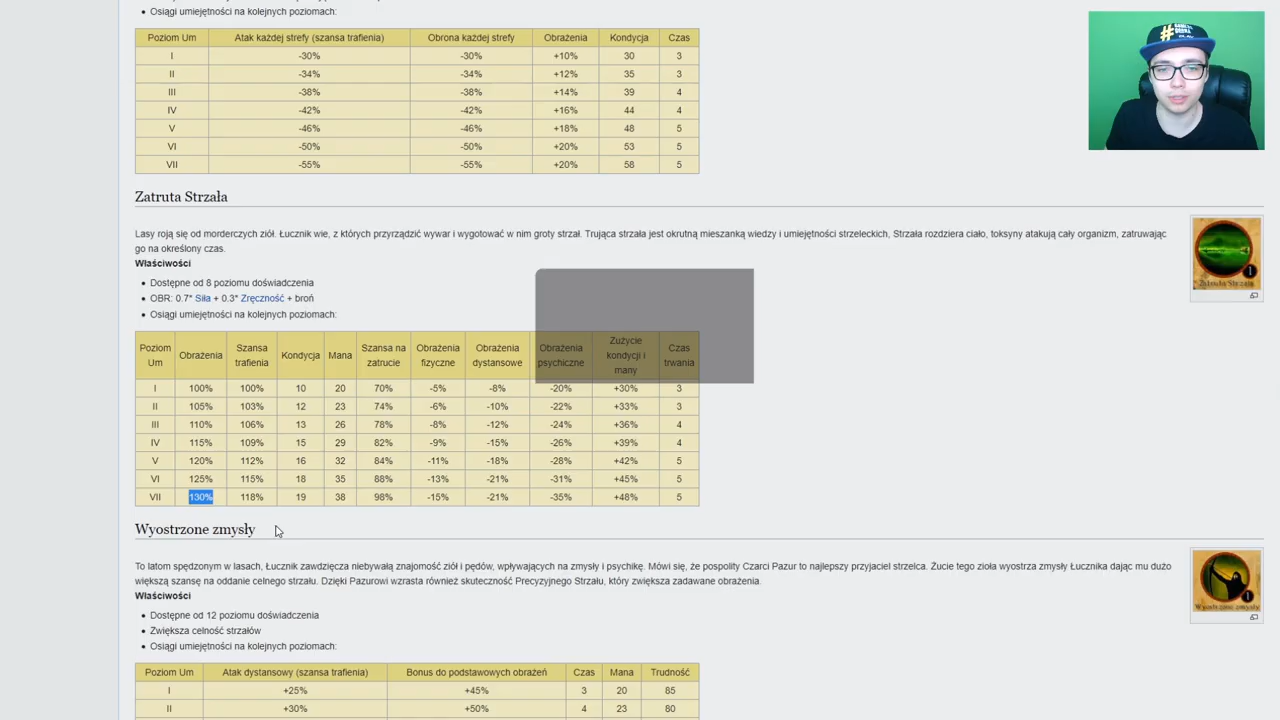 • Osiągi umiejętności na kolejnych poziomach:
Poziom Um Atak każdej strefy (szansa trafienia) Obrona każdej strefy Obrażenia Kondycja Czas
I -30% -30% +10% 30 3
II -34% -34% +12% 35 3
III -38% -38% +14% 39 4
IV -42% -42% +16% 44 4
V -46% -46% +18% 48 5
VI -50% -50% +20% 53 5
VII -55% -55% +20% 58 5
Zatruta Strzała
Lasy roją się od morderczych ziół. Łucznik wie, z których przyrządzić wywar i wygotować w nim groty strzał. Trująca strzała jest okrutną mieszanką wiedzy i umiejętności strzeleckich, Strzała rozdziera ciało, toksyny atakują cały organizm, zatruwając
go na określony czas.
Właściwości
• Dostępne od 8 poziomu doświadczenia
• OBR: 0.7* Siła + 0.3* Zręczność + broń
• Osiągi umiejętności na kolejnych poziomach:
Zatruta Strzała
Poziom Um Obrażenia Szansa trafienia Kondycja Mana Szansa na zatrucie Obrażenia fizyczne Obrażenia dystansowe Obrażenia psychiczne Zużycie kondycji i many Czas trwania
I 100% 100% 10 20 70% -5% -8% -20% +30% 3
II 105% 103% 12 23 74% -6% -10% -22% +33% 3
III 110% 106% 13 26 78% -8% -12% -24% +36% 4
IV 115% 109% 15 29 82% -9% -15% -26% +39% 4
V 120% 112% 16 32 84% -11% -18% -28% +42% 5
VI 125% 115% 18 35 88% -13% -21% -31% +45% 5
VII 130% 118% 19 38 98% -15% -21% -35% +48% 5
Wyostrzone zmysły
To latom spędzonym w lasach, Łucznik zawdzięcza niebywałą znajomość ziół i pędów, wpływających na zmysły i psychikę. Mówi się, że pospolity Czarci Pazur to najlepszy przyjaciel strzelca. Żucie tego zioła wyostrza zmysły Łucznika dając mu dużo
większą szansę na oddanie celnego strzału. Dzięki Pazurowi wzrasta również skuteczność Precyzyjnego Strzału, który zwiększa zadawane obrażenia.
Właściwości
• Dostępne od 12 poziomu doświadczenia
• Zwiększa celność strzałów
• Osiągi umiejętności na kolejnych poziomach:
Wyostrzone zmysły
Poziom Um Atak dystansowy (szansa trafienia) Bonus do podstawowych obrażeń Czas Mana Trudność
I +25% +45% 3 20 85
II +30% +50% 4 23 80